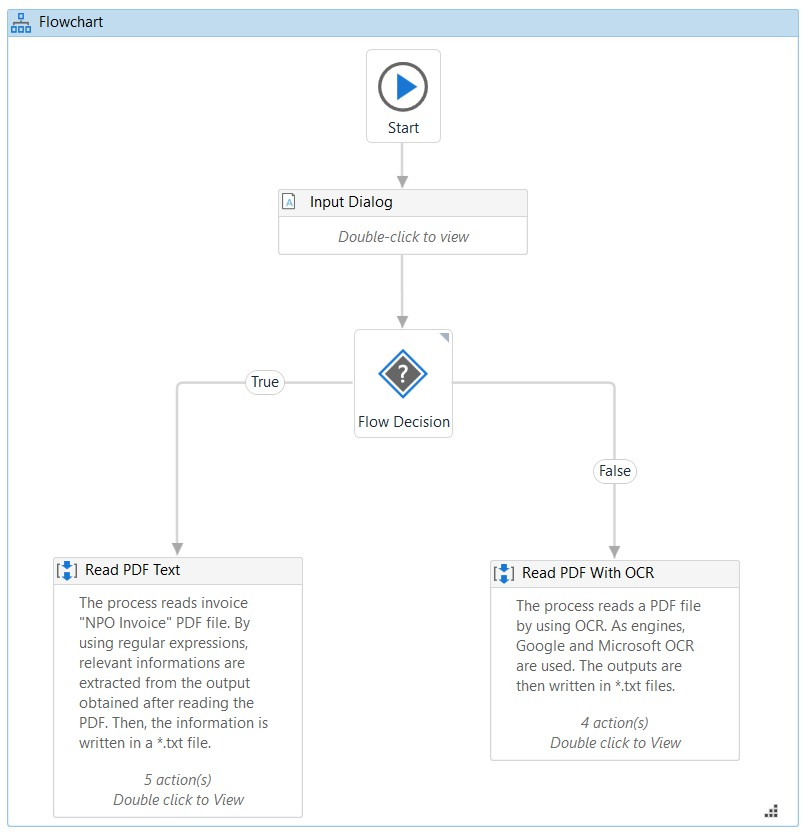 Flowchart
Start
A
Input Dialog
Double-click to view
?
Flow Decision
True
False
Read PDF Text
The process reads invoice
"NPO Invoice" PDF file. By
using regular expressions,
relevant informations are
extracted from the output
obtained after reading the
PDF. Then, the information is
written in a *.txt file.
5 action(s)
Double click to View
Read PDF With OCR
The process reads a PDF file
by using OCR. As engines,
Google and Microsoft OCR
are used. The outputs are
then written in *.txt files.
4 action(s)
Double click to View